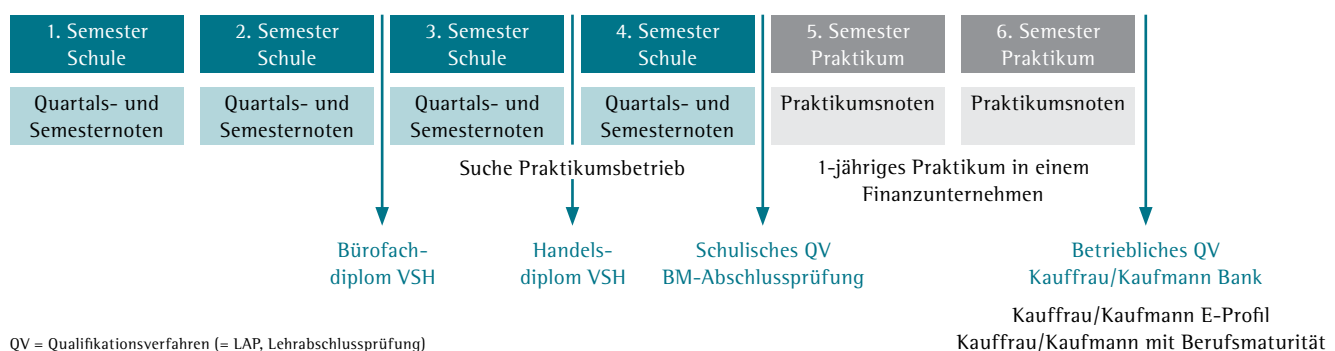 1. Semester
Schule
2. Semester
Schule
3. Semester
Schule
4. Semester
Schule
5. Semester
Praktikum
6. Semester
Praktikum
Quartals- und
Semesternoten
Quartals- und
Semesternoten
Quartals- und
Semesternoten
Quartals- und
Semesternoten
Praktikumsnoten
Praktikumsnoten
Suche Praktikumsbetrieb
1-jähriges Praktikum in einem
Finanzunternehmen
Bürofach-
diplom VSH
Handels-
diplom VSH
Schulisches QV
BM-Abschlussprüfung
Betriebliches QV
Kauffrau/Kaufmann Bank
Kauffrau/Kaufmann E-Profil
Kauffrau/Kaufmann mit Berufsmaturität
QV = Qualifikationsverfahren (= LAP, Lehrabschlussprüfung)